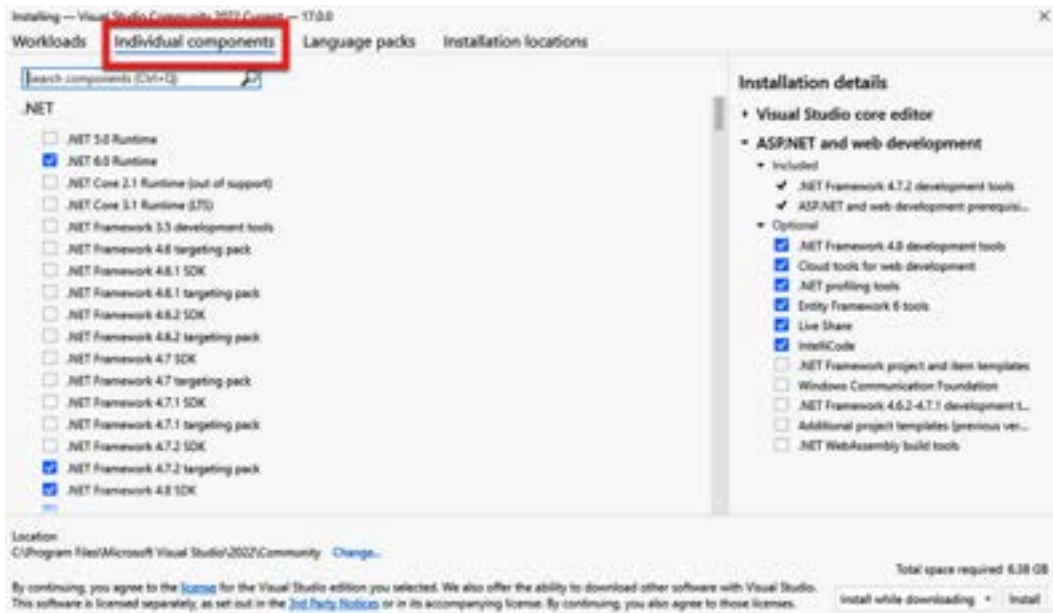 Installing — Visual Studio Community 2022 Current — 17.0.0
Workloads Individual components Language packs Installation locations
Search components (Ctrl+Q)
.NET
.NET 5.0 Runtime
.NET 6.0 Runtime
.NET Core 2.1 Runtime (out of support)
.NET Core 3.1 Runtime (LTS)
.NET Framework 3.5 development tools
.NET Framework 4.6 targeting pack
.NET Framework 4.6.1 SDK
.NET Framework 4.6.1 targeting pack
.NET Framework 4.6.2 SDK
.NET Framework 4.6.2 targeting pack
.NET Framework 4.7 SDK
.NET Framework 4.7 targeting pack
.NET Framework 4.7.1 SDK
.NET Framework 4.7.1 targeting pack
.NET Framework 4.7.2 SDK
.NET Framework 4.7.2 targeting pack
.NET Framework 4.8 SDK
Installation details
Visual Studio core editor
ASP.NET and web development
Included
.NET Framework 4.7.2 development tools
ASP.NET and web development prerequisi...
Optional
.NET Framework 4.8 development tools
Cloud tools for web development
.NET profiling tools
Entity Framework 6 tools
Live Share
IntelliCode
.NET Framework project and item templates
Windows Communication Foundation
.NET Framework 4.6.2-4.7.1 development t...
Additional project templates (previous ver...
.NET WebAssembly build tools
Location
C:\Program Files\Microsoft Visual Studio\2022\Community Change...
Total space required 6.38 GB
By continuing, you agree to the license for the Visual Studio edition you selected. We also offer the ability to download other software with Visual Studio.
This software is licensed separately, as set out in the 3rd Party Notices or in its accompanying license. By continuing, you also agree to those licenses.
Install while downloading Install